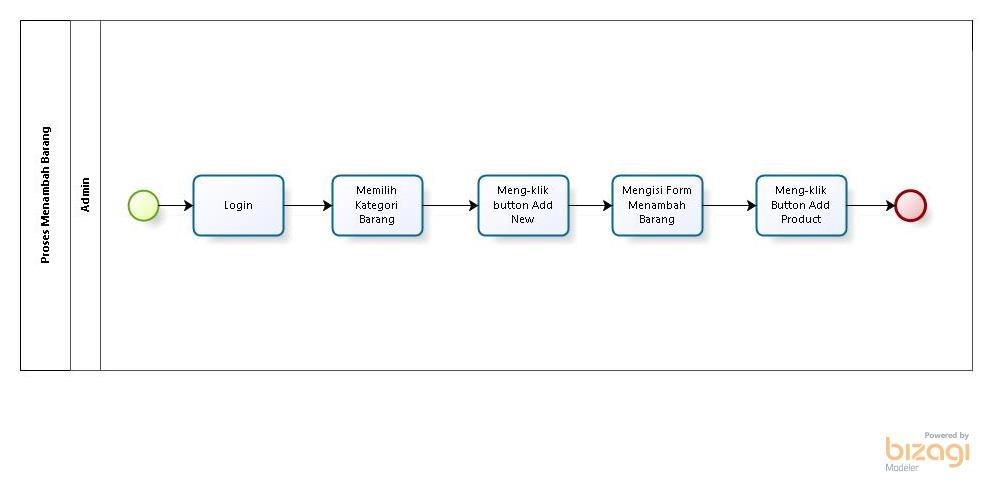 Proses Menambah Barang
Admin
Login
Memilih
Kategori
Barang
Meng-klik
button Add
New
Mengisi Form
Menambah
Barang
Meng-klik
Button Add
Product
Powered by
bizagi
Modeler